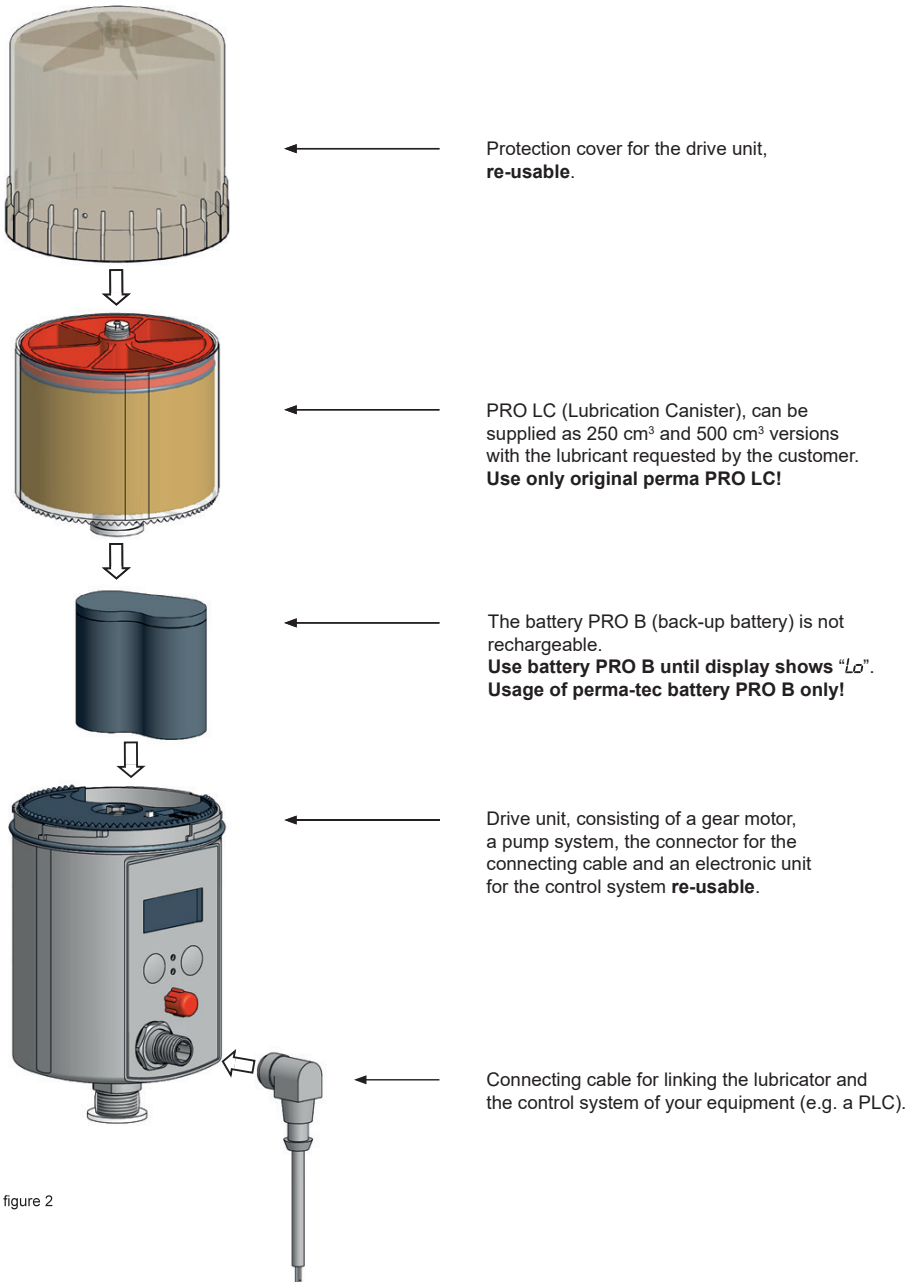 Protection cover for the drive unit,
re-usable.
PRO LC (Lubrication Canister), can be
supplied as 250 cm³ and 500 cm³ versions
with the lubricant requested by the customer.
Use only original perma PRO LC!
The battery PRO B (back-up battery) is not
rechargeable.
Use battery PRO B until display shows “Lo”.
Usage of perma-tec battery PRO B only!
Drive unit, consisting of a gear motor,
a pump system, the connector for the
connecting cable and an electronic unit
for the control system re-usable.
Connecting cable for linking the lubricator and
the control system of your equipment (e.g. a PLC).
figure 2